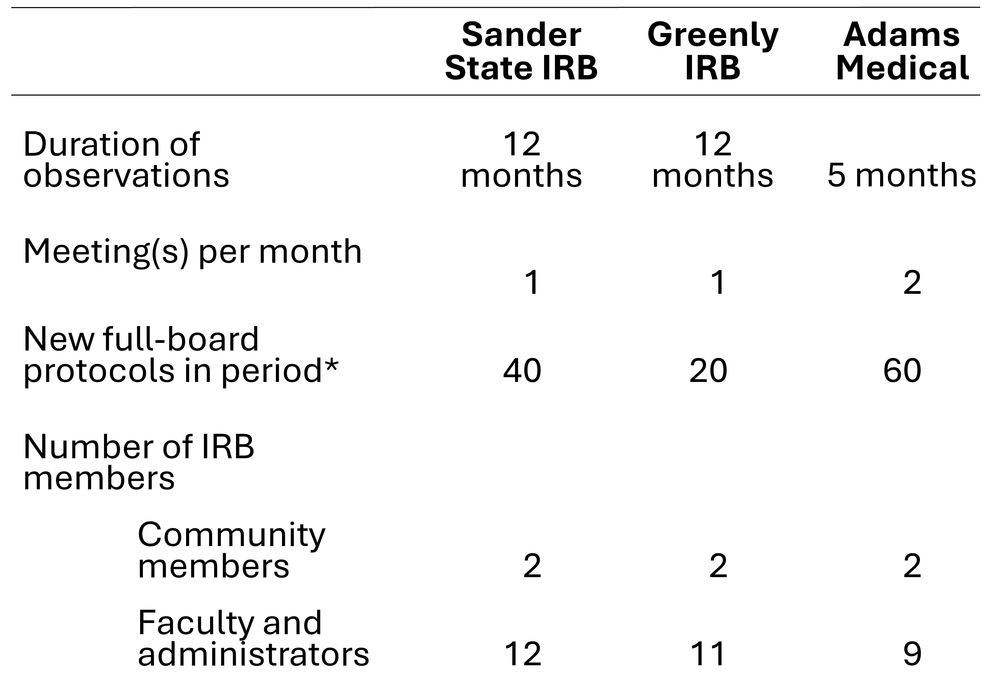 Sander Greenly Adams
State IRB IRB Medical
Duration of 12 12
observations months months 5 months
Meeting(s) per month
1 1 2
New full-board
protocols in period* 40 20 60
Number of IRB
members
Community
members 2 2 2
Faculty and
administrators 12 11 9